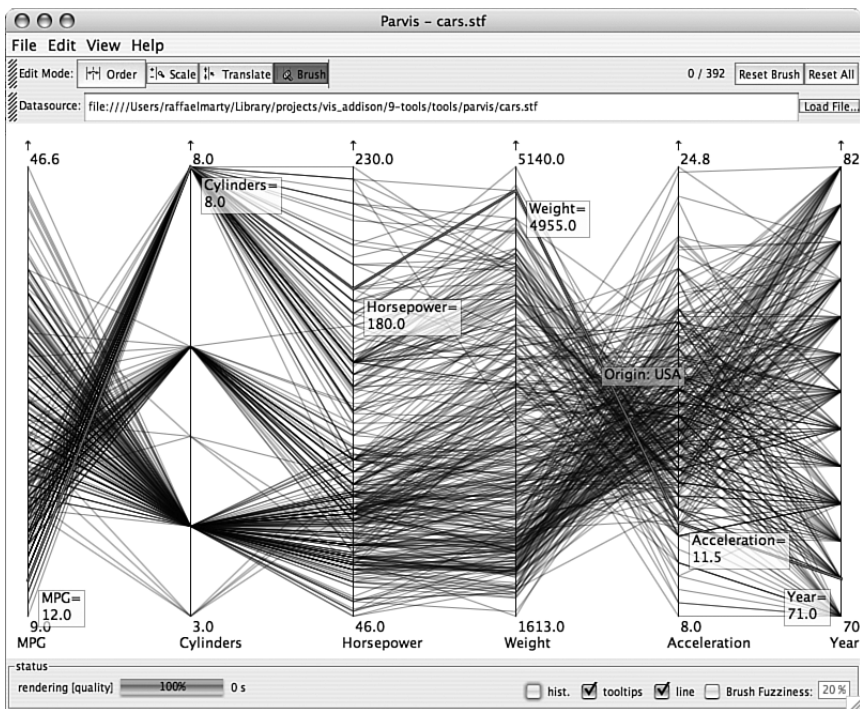 Parvis – cars.stf
File Edit View Help
Edit Mode: Order Scale Translate Brush 0 / 392 Reset Brush Reset All
Datasource: file:////Users/raffaelmarty/Library/projects/vis_addison/9-tools/tools/parvis/cars.stf Load File...
46.6 8.0 230.0 5140.0 24.8 82
Cylinders=
8.0
Weight=
4955.0
Horsepower=
180.0
Origin: USA
Acceleration=
11.5
MPG=
12.0
Year=
71.0
9.0 3.0 46.0 1613.0 8.0 70
MPG Cylinders Horsepower Weight Acceleration Year
status
rendering [quality] 100% 0 s hist. tooltips line Brush Fuzziness: 20 %